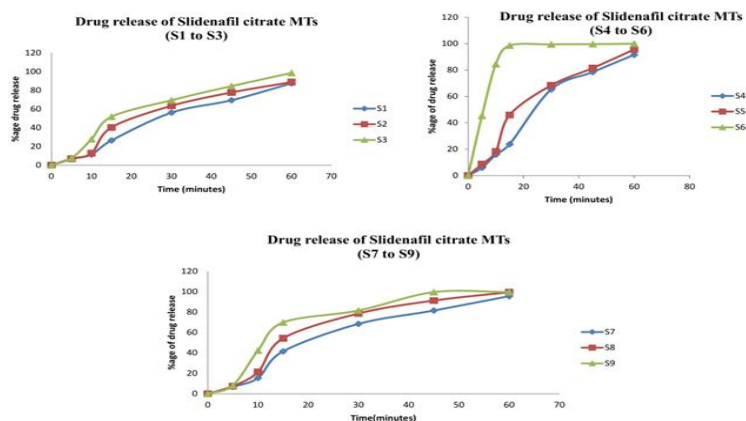 Drug release of Slidenafil citrate MTs
(S1 to S3)
%age of drug release
120
100
80
60
40
20
0
0 10 20 30 40 50 60 70
Time (minutes)
S1
S2
S3
Drug release of Slidenafil citrate MTs
(S4 to S6)
%age of drug release
120
100
80
60
40
20
0
0 20 40 60 80
Time (minutes)
S4
S5
S6
Drug release of Slidenafil citrate MTs
(S7 to S9)
%age of drug release
120
100
80
60
40
20
0
0 10 20 30 40 50 60 70
Time(minutes)
S7
S8
S9